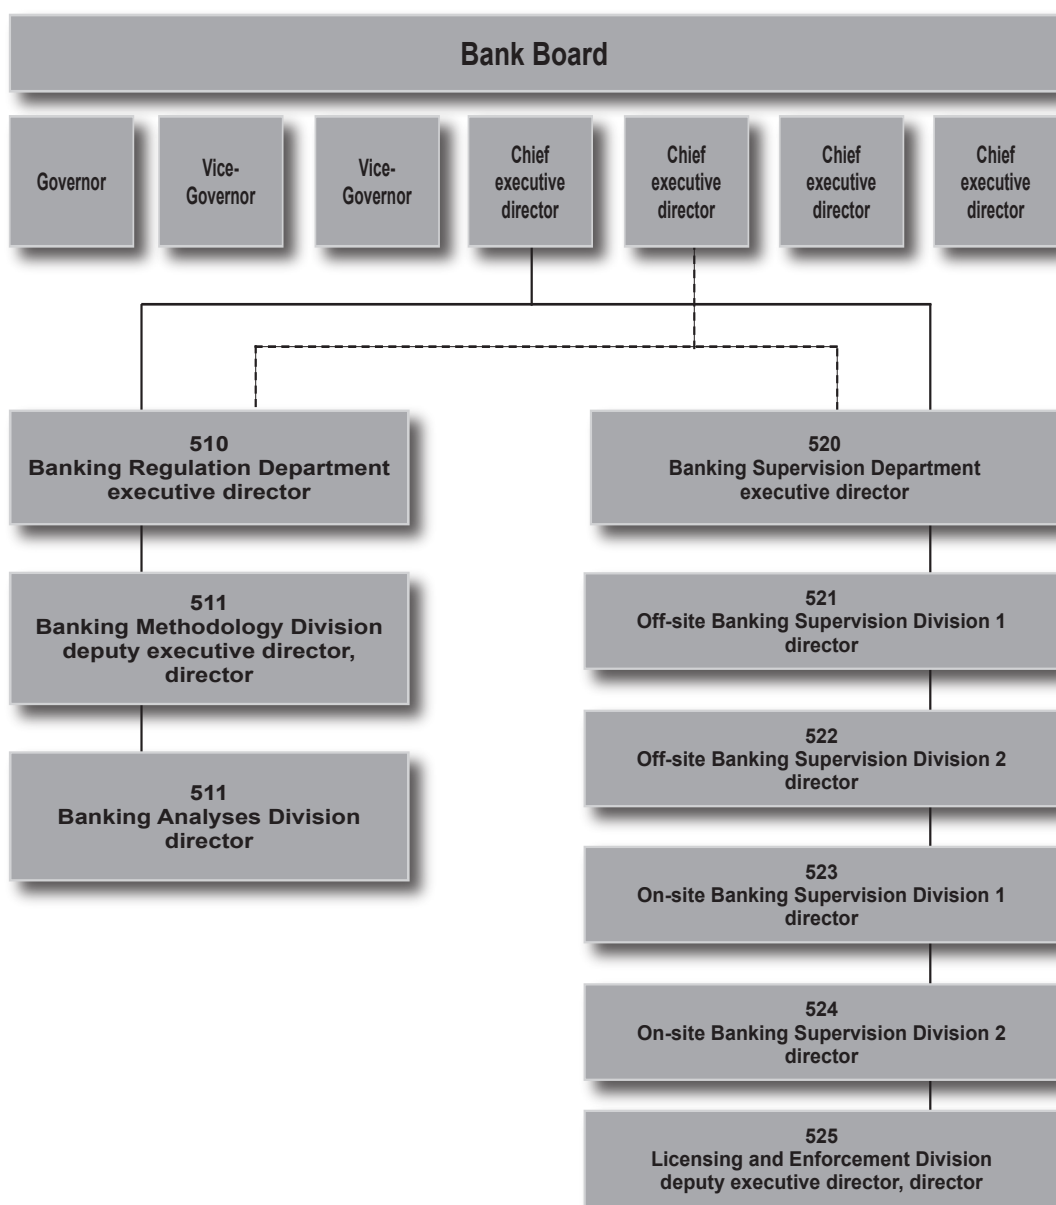 Bank Board
Governor
Vice-
Governor
Vice-
Governor
Chief
executive
director
Chief
executive
director
Chief
executive
director
Chief
executive
director
510
Banking Regulation Department
executive director
520
Banking Supervision Department
executive director
511
Banking Methodology Division
deputy executive director,
director
521
Off-site Banking Supervision Division 1
director
522
Off-site Banking Supervision Division 2
director
511
Banking Analyses Division
director
523
On-site Banking Supervision Division 1
director
524
On-site Banking Supervision Division 2
director
525
Licensing and Enforcement Division
deputy executive director, director